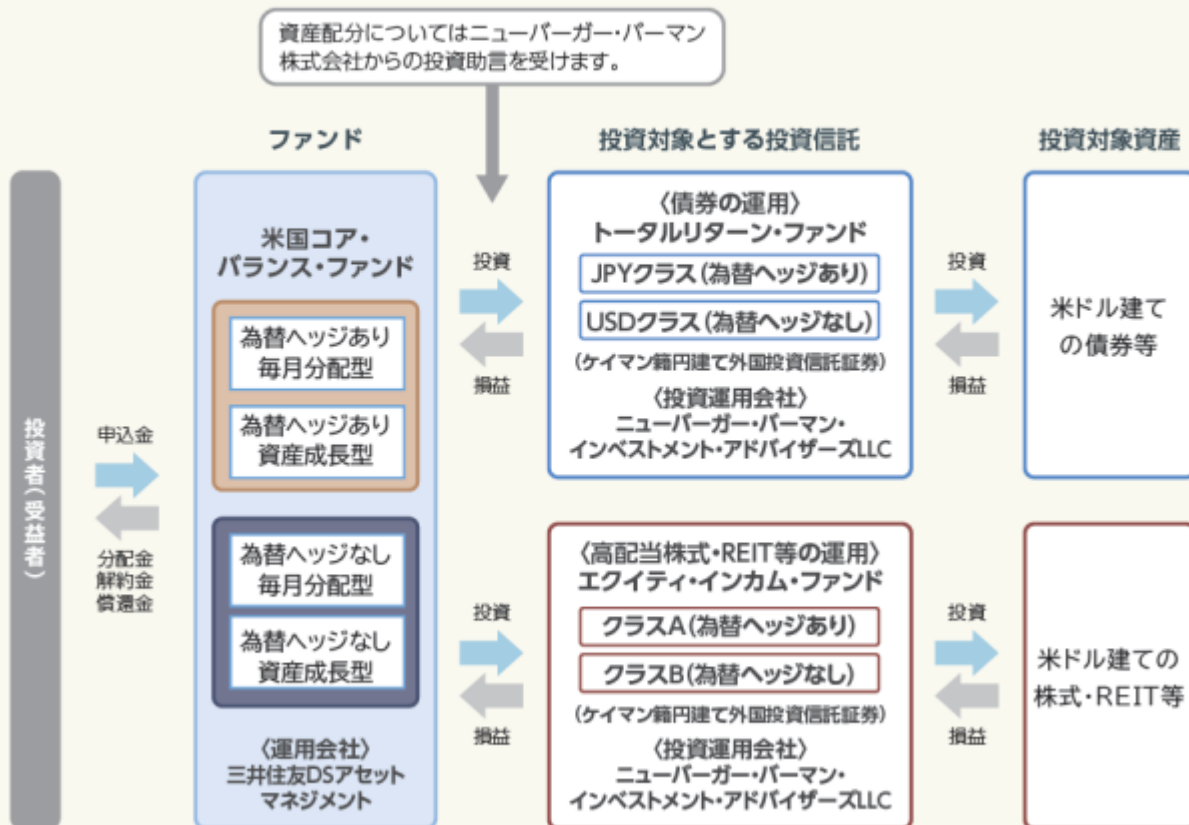 資産配分についてはニューバーガー・バーマン
株式会社からの投資助言を受けます。
ファンド
投資対象とする投資信託
投資対象資産
投資者（受益者）
申込金
分配金
解約金
償還金
米国コア・
バランス・ファンド
為替ヘッジあり
毎月分配型
為替ヘッジあり
資産成長型
為替ヘッジなし
毎月分配型
為替ヘッジなし
資産成長型
〈運用会社〉
三井住友DSアセット
マネジメント
投資
損益
〈債券の運用〉
トータルリターン・ファンド
JPYクラス（為替ヘッジあり）
USDクラス（為替ヘッジなし）
（ケイマン籍円建て外国投資信託証券）
〈投資運用会社〉
ニューバーガー・バーマン・
インベストメント・アドバイザーズLLC
投資
損益
米ドル建て
の債券等
投資
損益
〈高配当株式・REIT等の運用〉
エクイティ・インカム・ファンド
クラスA（為替ヘッジあり）
クラスB（為替ヘッジなし）
（ケイマン籍円建て外国投資信託証券）
〈投資運用会社〉
ニューバーガー・バーマン・
インベストメント・アドバイザーズLLC
投資
損益
米ドル建ての
株式・REIT等